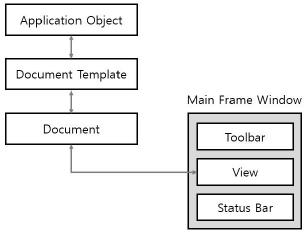 Application Object
Document Template
Document
Main Frame Window
Toolbar
View
Status Bar